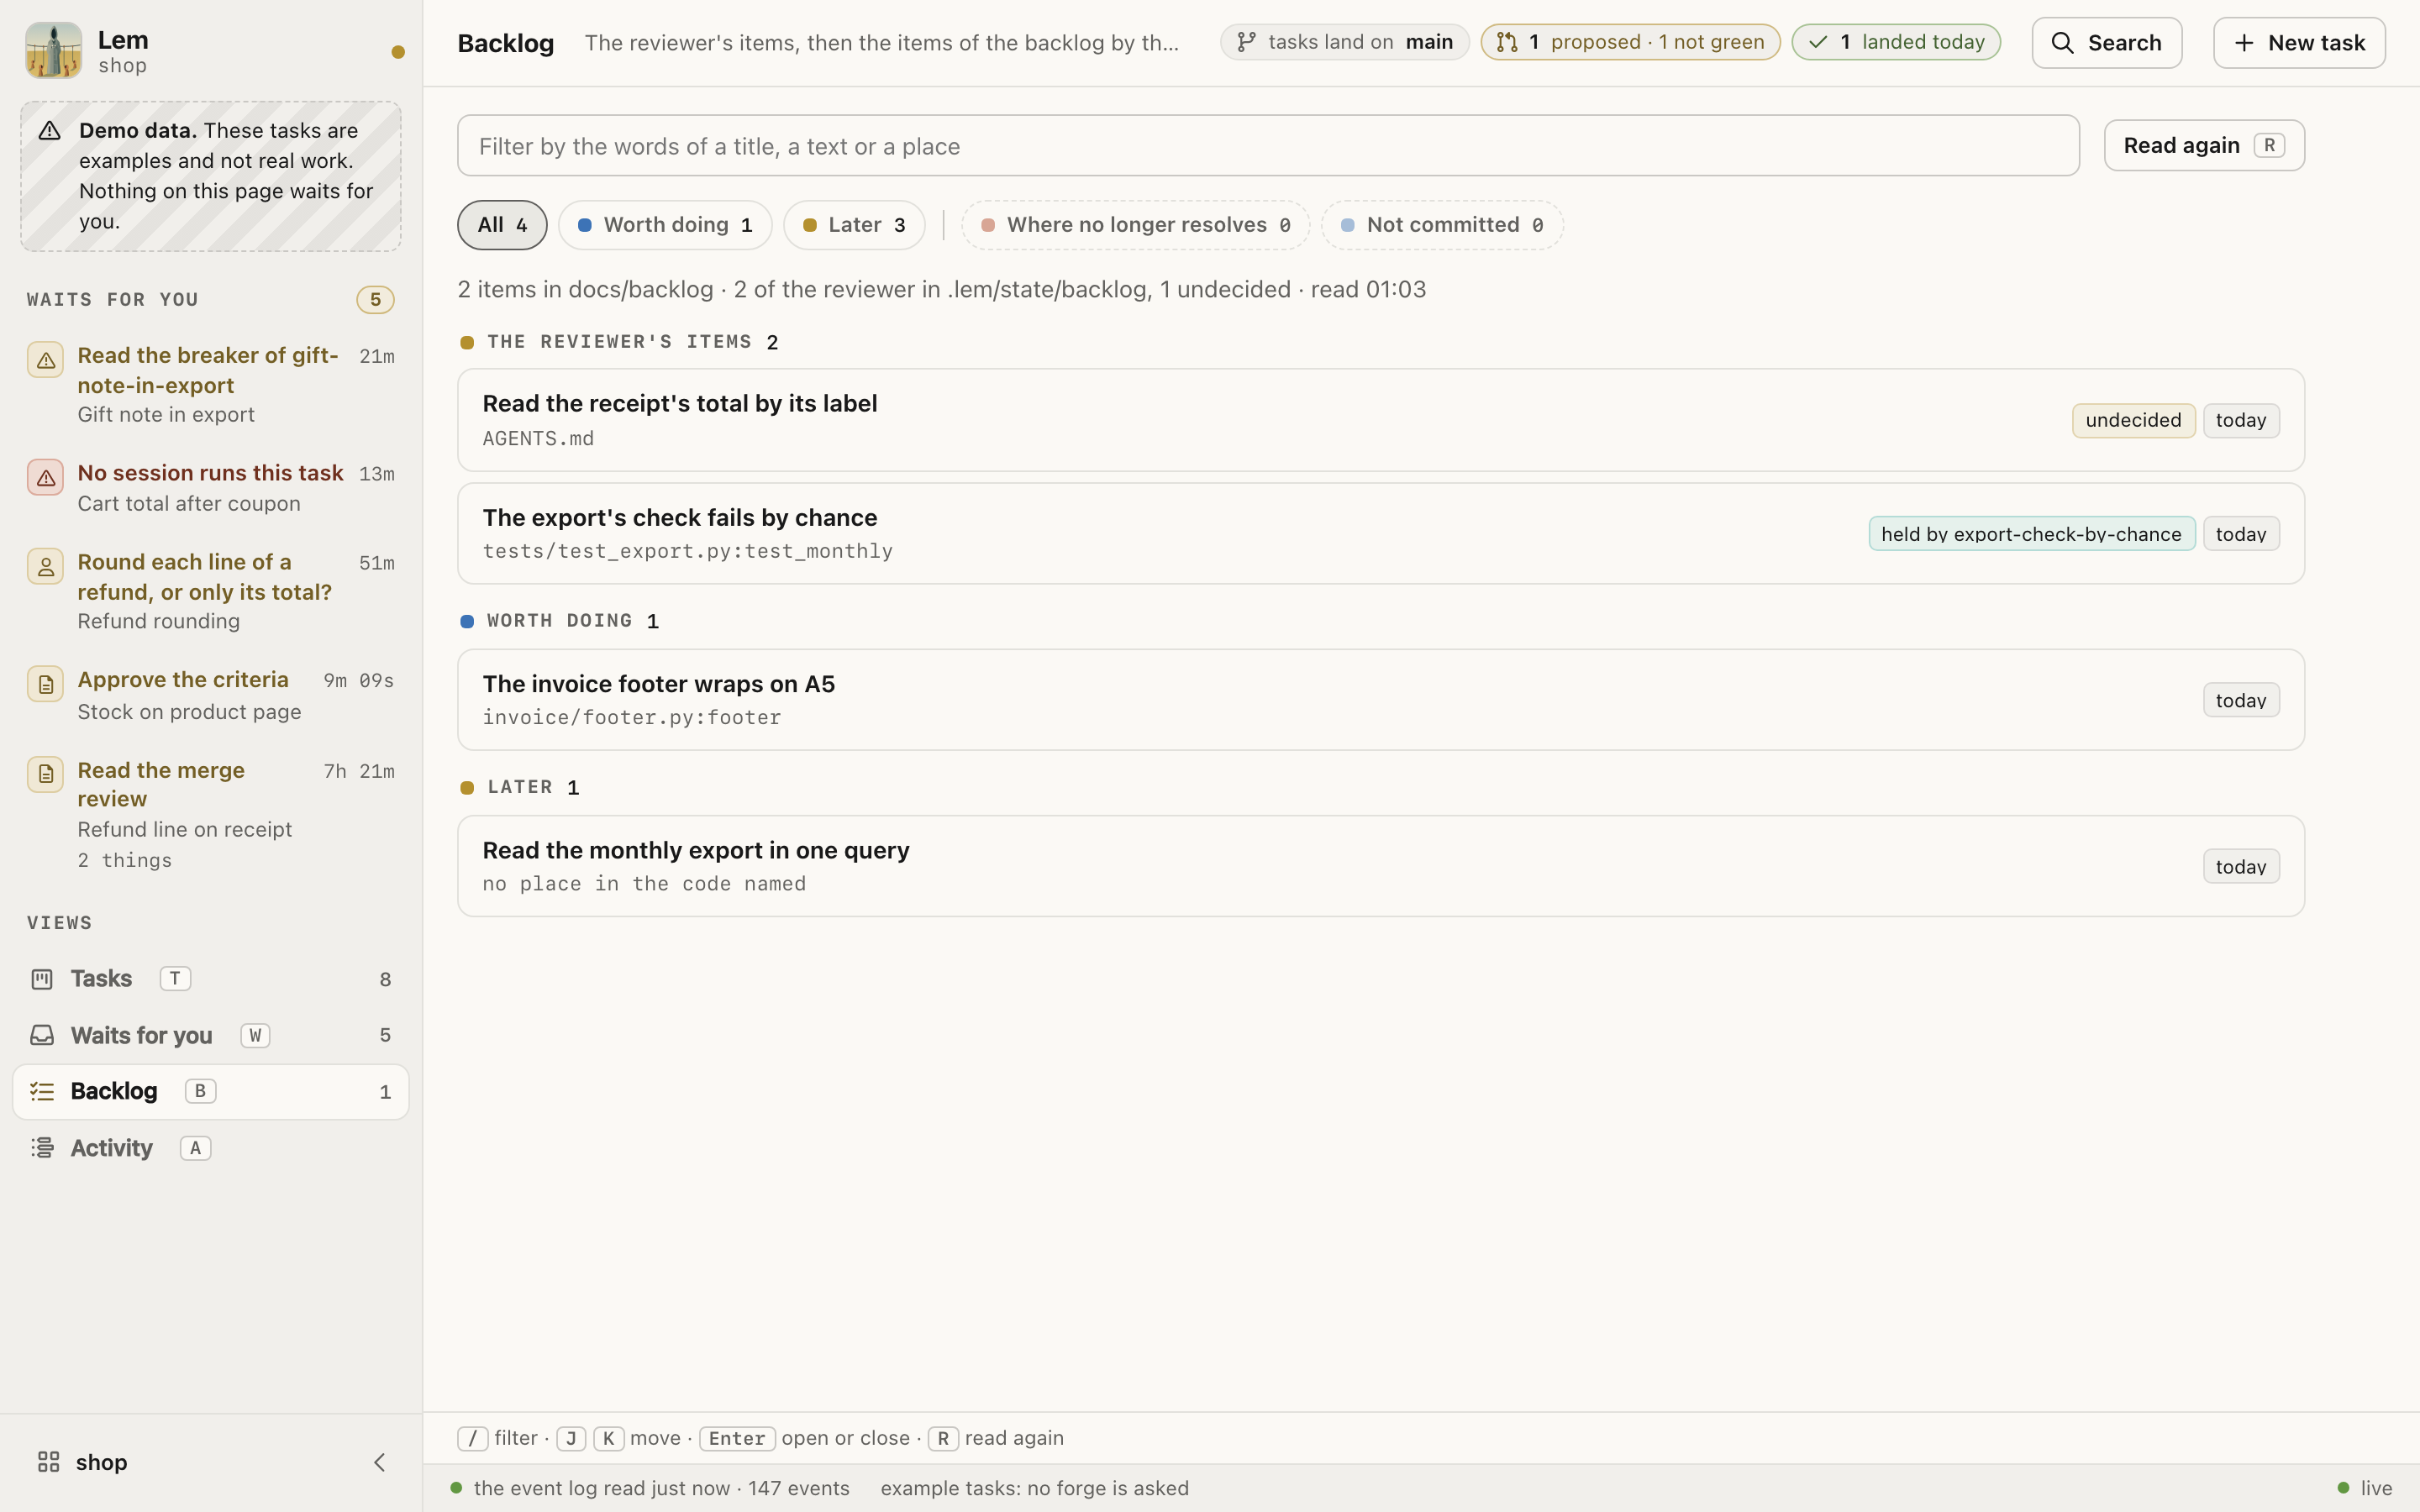 Lem
shop
Demo data. These tasks are
examples and not real work.
Nothing on this page waits for
you.
WAITS FOR YOU 5
Read the breaker of gift- 21m
note-in-export
Gift note in export
No session runs this task 13m
Cart total after coupon
Round each line of a 51m
refund, or only its total?
Refund rounding
Approve the criteria 9m 09s
Stock on product page
Read the merge 7h 21m
review
Refund line on receipt
2 things
VIEWS
Tasks T 8
Waits for you W 5
Backlog B 1
Activity A
shop
Backlog The reviewer's items, then the items of the backlog by th... tasks land on main 1 proposed · 1 not green 1 landed today Search New task
Filter by the words of a title, a text or a place Read again R
All 4 Worth doing 1 Later 3 Where no longer resolves 0 Not committed 0
2 items in docs/backlog · 2 of the reviewer in .lem/state/backlog, 1 undecided · read 01:03
THE REVIEWER'S ITEMS 2
Read the receipt's total by its label
AGENTS.md
undecided today
The export's check fails by chance
tests/test_export.py:test_monthly
held by export-check-by-chance today
WORTH DOING 1
The invoice footer wraps on A5
invoice/footer.py:footer
today
LATER 1
Read the monthly export in one query
no place in the code named
today
/ filter · J K move · Enter open or close · R read again
the event log read just now · 147 events example tasks: no forge is asked live